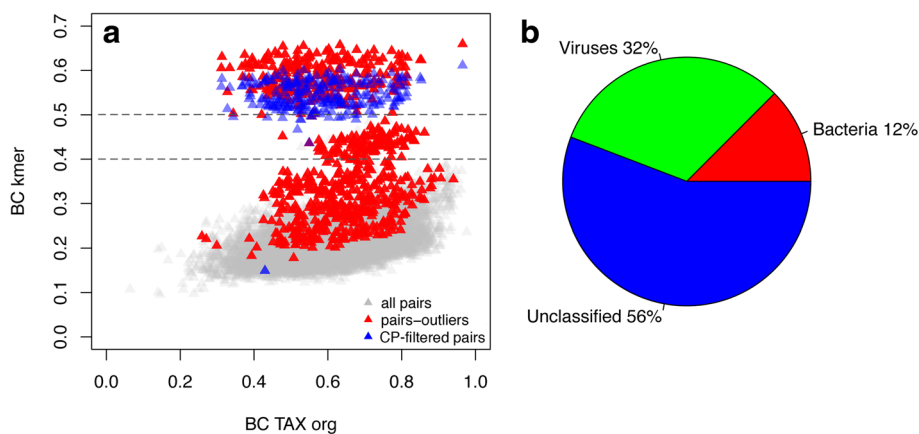 a
0.7
0.6
0.5
0.4
0.3
0.2
0.1
0.0
BC kmer
all pairs
pairs−outliers
CP-filtered pairs
0.0 0.2 0.4 0.6 0.8 1.0
BC TAX org
b
Viruses 32%
Bacteria 12%
Unclassified 56%